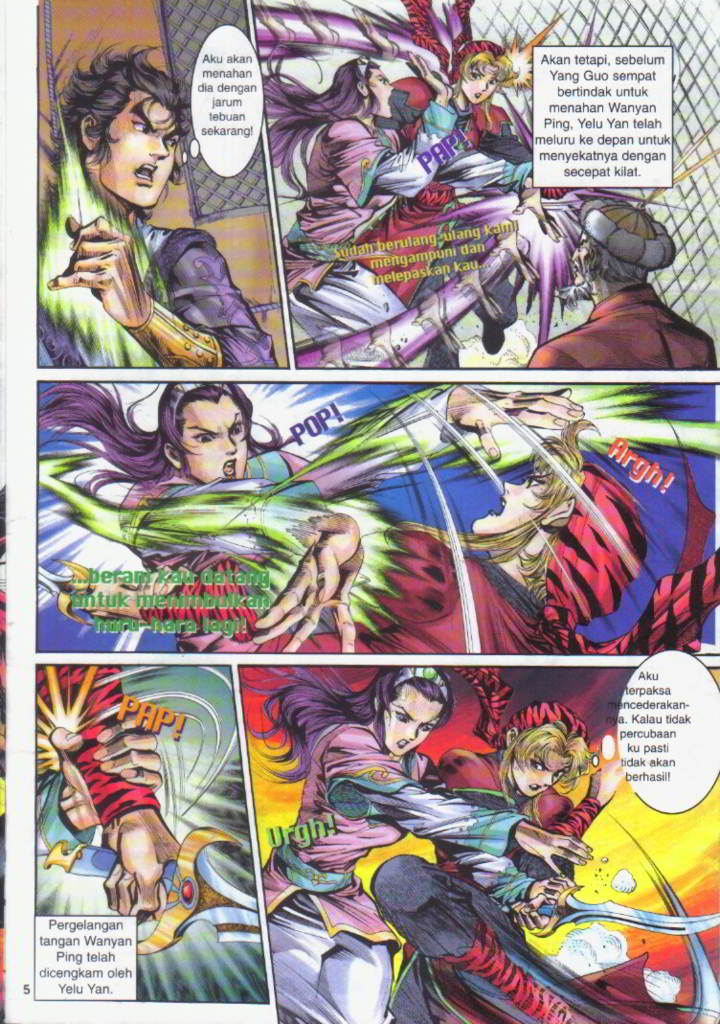 Aku akan
menahan
dia dengan
jarum
tebuan
sekarang!
PAP!
Akan tetapi, sebelum
Yang Guo sempat
bertindak untuk
menahan Wanyan
Ping, Yelu Yan telah
meluru ke depan untuk
menyekatnya dengan
secepat kilat.
Sudah berulang-ulang kami
mengampuni dan
melepaskan kau...
POP!
Argh!
...berani kau datang
untuk menimbulkan
huru-hara lagi!
PAP!
Pergelangan
tangan Wanyan
Ping telah
dicengkam oleh
Yelu Yan.
Urgh!
Aku
terpaksa
mencederakan-
nya. Kalau tidak
percubaan
ku pasti
tidak akan
berhasil!
5